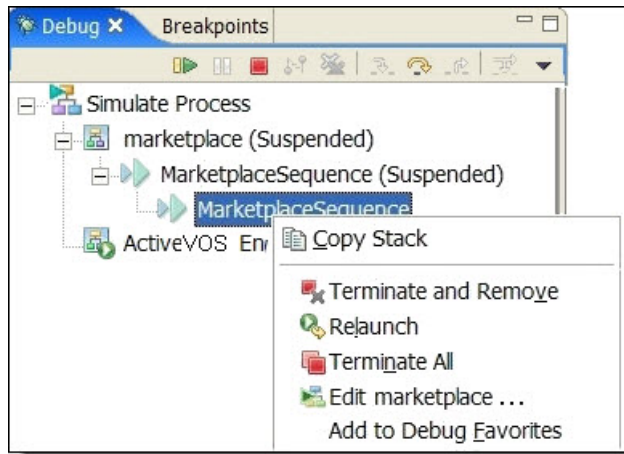 Debug Breakpoints
Simulate Process
marketplace (Suspended)
MarketplaceSequence (Suspended)
MarketplaceSequence
ActiveVOS
Copy Stack
Terminate and Remove
Relaunch
Terminate All
Edit marketplace ...
Add to Debug Favorites